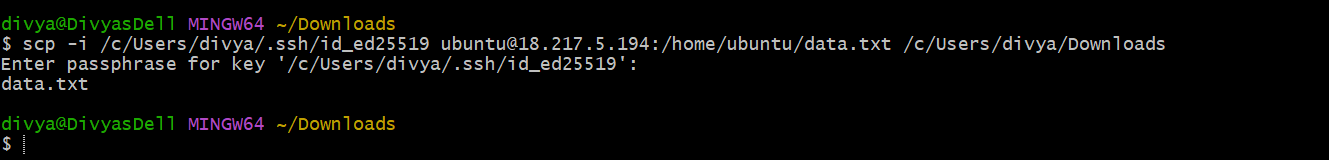 divya@DivyasDell MINGW64 ~/Downloads
$ scp -i /c/Users/divya/.ssh/id_ed25519 ubuntu@18.217.5.194:/home/ubuntu/data.txt /c/Users/divya/Downloads
Enter passphrase for key '/c/Users/divya/.ssh/id_ed25519':
data.txt
divya@DivyasDell MINGW64 ~/Downloads
$